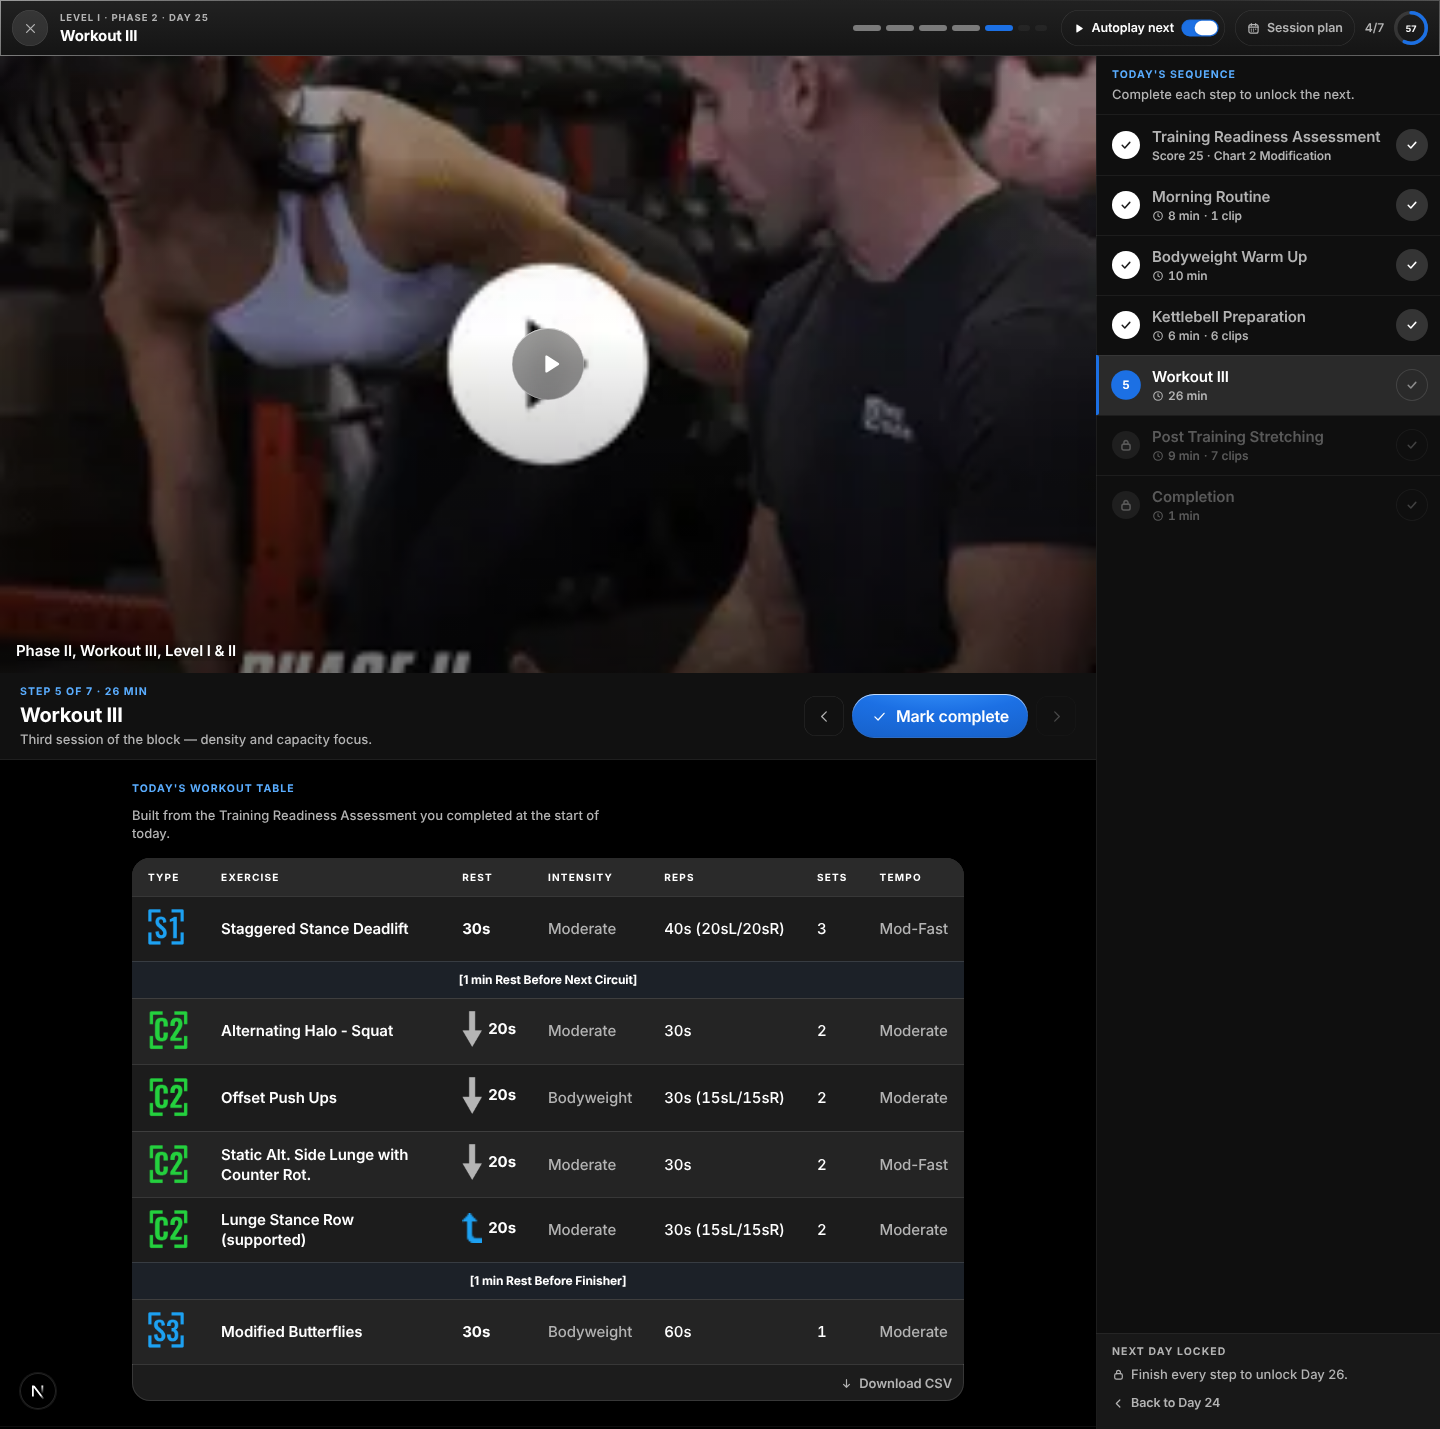 LEVEL I · PHASE 2 · DAY 25
Workout III
Autoplay next
Session plan
4/7
57
Phase II, Workout III, Level I & II
PHASE II
STEP 5 OF 7 · 26 MIN
Workout III
Third session of the block — density and capacity focus.
Mark complete
TODAY'S WORKOUT TABLE
Built from the Training Readiness Assessment you completed at the start of
today.
TYPE EXERCISE REST INTENSITY REPS SETS TEMPO
S1 Staggered Stance Deadlift 30s Moderate 40s (20sL/20sR) 3 Mod-Fast
[1 min Rest Before Next Circuit]
C2 Alternating Halo - Squat 20s Moderate 30s 2 Moderate
C2 Offset Push Ups 20s Bodyweight 30s (15sL/15sR) 2 Moderate
C2 Static Alt. Side Lunge with
Counter Rot. 20s Moderate 30s 2 Mod-Fast
C2 Lunge Stance Row
(supported) 20s Moderate 30s (15sL/15sR) 2 Moderate
[1 min Rest Before Finisher]
S3 Modified Butterflies 30s Bodyweight 60s 1 Moderate
Download CSV
N
TODAY'S SEQUENCE
Complete each step to unlock the next.
Training Readiness Assessment
Score 25 · Chart 2 Modification
Morning Routine
8 min · 1 clip
Bodyweight Warm Up
10 min
Kettlebell Preparation
6 min · 6 clips
5
Workout III
26 min
Post Training Stretching
9 min · 7 clips
Completion
1 min
NEXT DAY LOCKED
Finish every step to unlock Day 26.
Back to Day 24